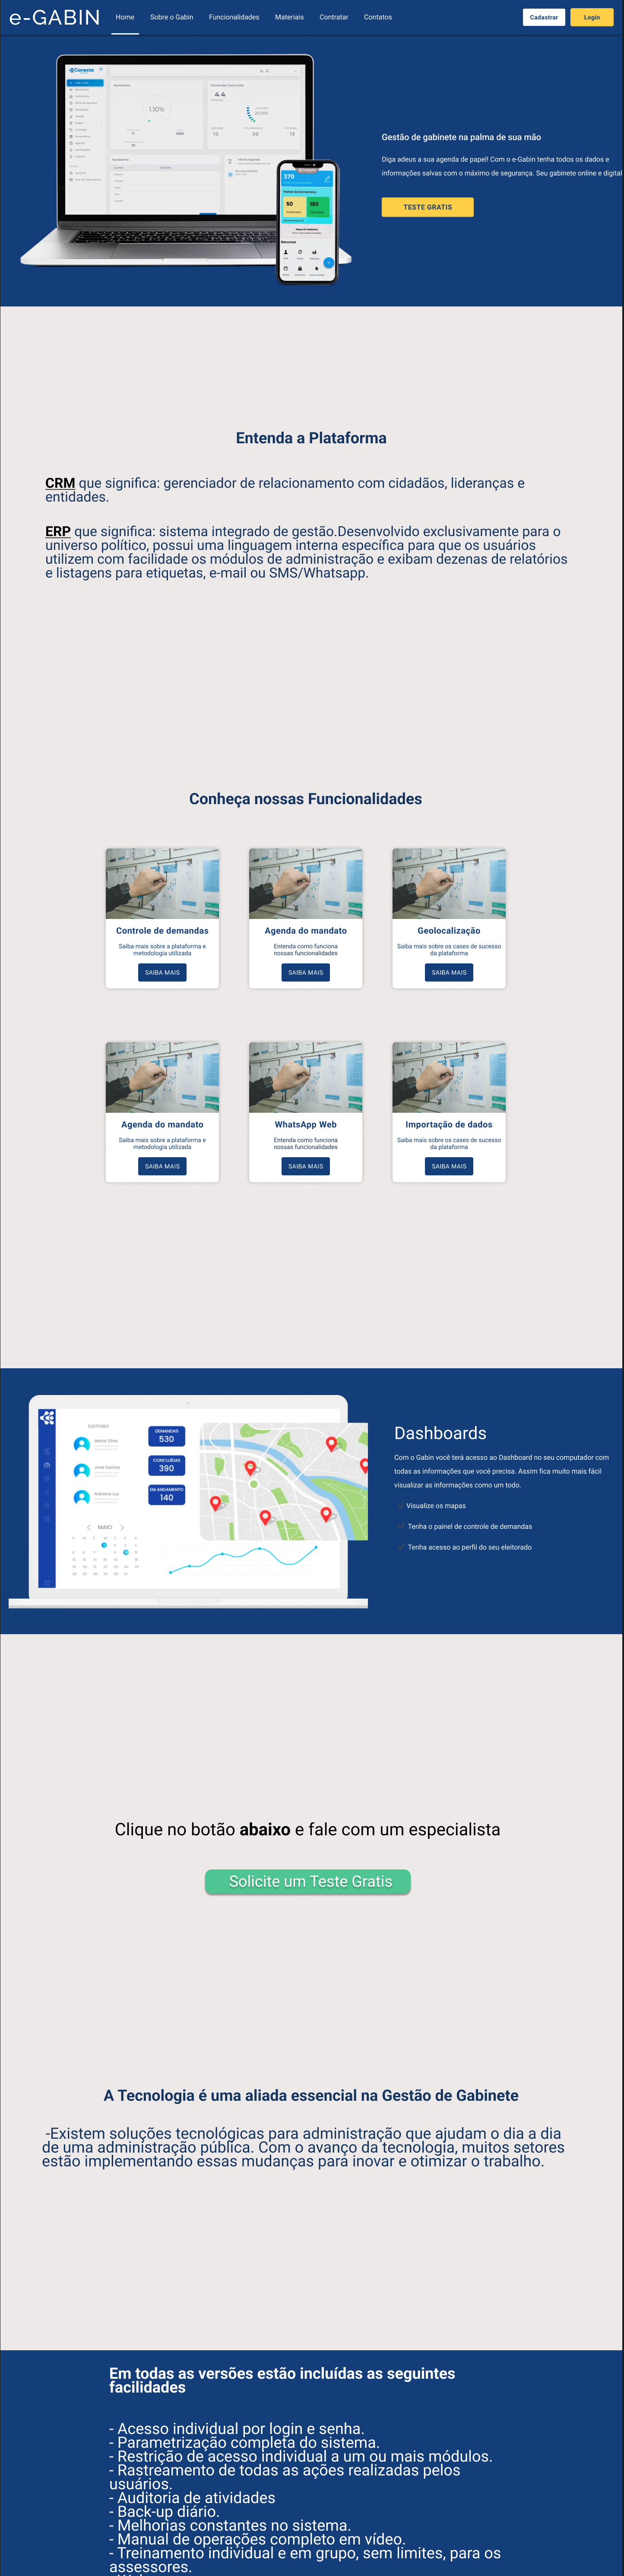 e-GABIN
Home
Sobre o Gabin
Funcionalidades
Materiais
Contratar
Contatos
Cadastrar
Login
Conecta
1.10%
44
270
50
350
Recursos
Gestão de gabinete na palma de sua mão
Diga adeus a sua agenda de papel! Com o e-Gabin tenha todos os dados e
informações salvas com o máximo de segurança. Seu gabinete online e digital
TESTE GRATIS
Entenda a Plataforma
CRM que significa: gerenciador de relacionamento com cidadãos, lideranças e
entidades.
ERP que significa: sistema integrado de gestão.Desenvolvido exclusivamente para o
universo político, possui uma linguagem interna específica para que os usuários
utilizem com facilidade os módulos de administração e exibam dezenas de relatórios
e listagens para etiquetas, e-mail ou SMS/Whatsapp.
Conheça nossas Funcionalidades
Controle de demandas
Saiba mais sobre a plataforma e
metodologia utilizada
SAIBA MAIS
Agenda do mandato
Entenda como funciona
nossas funcionalidades
SAIBA MAIS
Geolocalização
Saiba mais sobre os cases de sucesso
da plataforma
SAIBA MAIS
Agenda do mandato
Saiba mais sobre a plataforma e
metodologia utilizada
SAIBA MAIS
WhatsApp Web
Entenda como funciona
nossas funcionalidades
SAIBA MAIS
Importação de dados
Saiba mais sobre os cases de sucesso
da plataforma
SAIBA MAIS
ELEITORES
Maria Silva
José Santos
Adriana Luz
DEMANDAS
530
CONCLUÍDAS
390
EM ANDAMENTO
140
MAIO
Dashboards
Com o Gabin você terá acesso ao Dashboard no seu computador com
todas as informações que você precisa. Assim fica muito mais fácil
visualizar as informações como um todo.
✓ Visualize os mapas
✓ Tenha o painel de controle de demandas
✓ Tenha acesso ao perfil do seu eleitorado
Clique no botão abaixo e fale com um especialista
Solicite um Teste Gratis
A Tecnologia é uma aliada essencial na Gestão de Gabinete
-Existem soluções tecnológicas para administração que ajudam o dia a dia
de uma administração pública. Com o avanço da tecnologia, muitos setores
estão implementando essas mudanças para inovar e otimizar o trabalho.
Em todas as versões estão incluídas as seguintes
facilidades
- Acesso individual por login e senha.
- Parametrização completa do sistema.
- Restrição de acesso individual a um ou mais módulos.
- Rastreamento de todas as ações realizadas pelos
usuários.
- Auditoria de atividades
- Back-up diário.
- Melhorias constantes no sistema.
- Manual de operações completo em vídeo.
- Treinamento individual e em grupo, sem limites, para os
assessores.